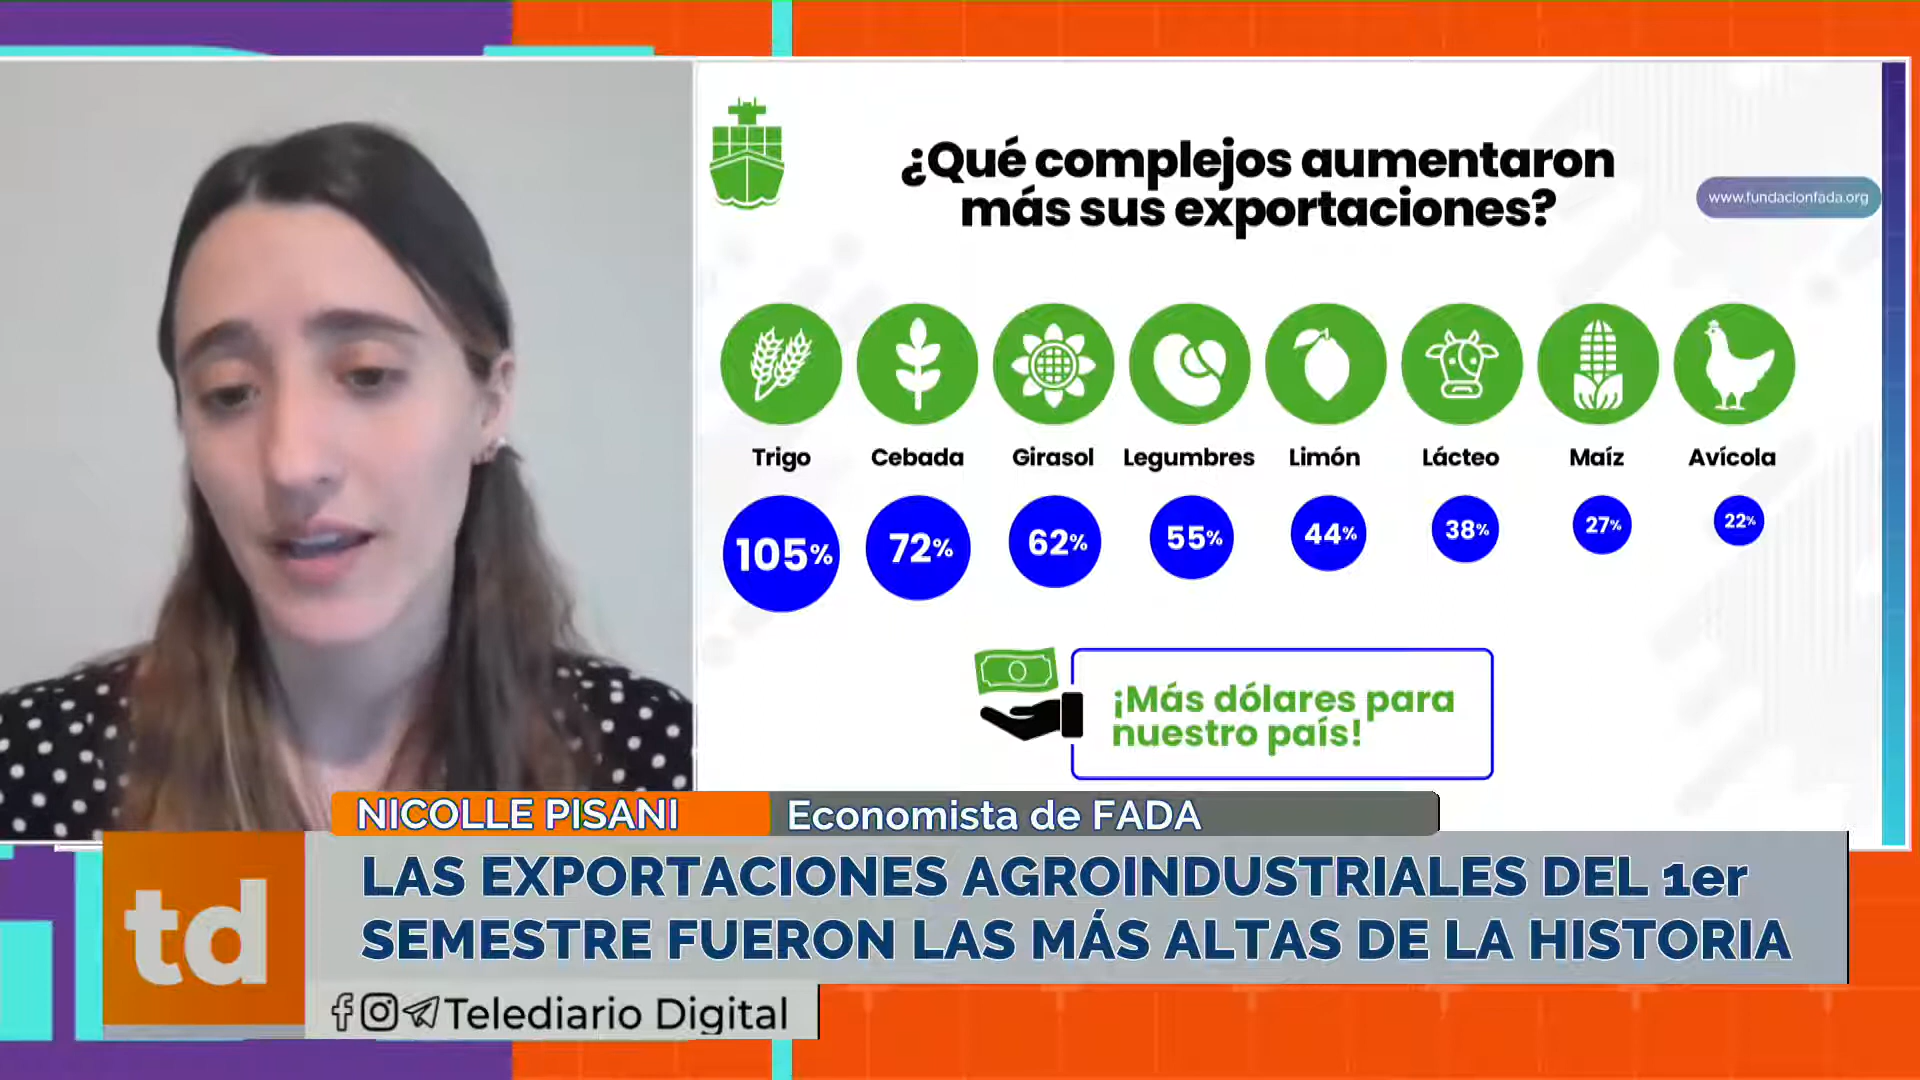 ¿Qué complejos aumentaron
más sus exportaciones?
www.fundacionfada.org
Trigo Cebada Girasol Legumbres Limón Lácteo Maíz Avícola
105% 72% 62% 55% 44% 38% 27% 22%
¡Más dólares para
nuestro país!
NICOLLE PISANI Economista de FADA
td
LAS EXPORTACIONES AGROINDUSTRIALES DEL 1er
SEMESTRE FUERON LAS MÁS ALTAS DE LA HISTORIA
Telediario Digital